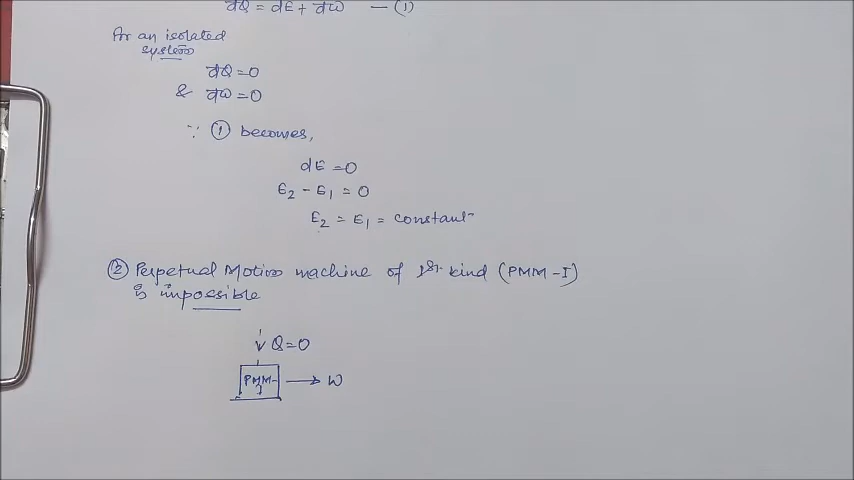 đQ = dE + đW — (1)
For an isolated
system
đQ = 0
& đW = 0
∵ ① becomes,
dE = 0
E₂ - E₁ = 0
E₂ = E₁ = constant
② Perpetual Motion machine of 1st kind (PMM-I)
is impossible
Q=0
PMM-I → W